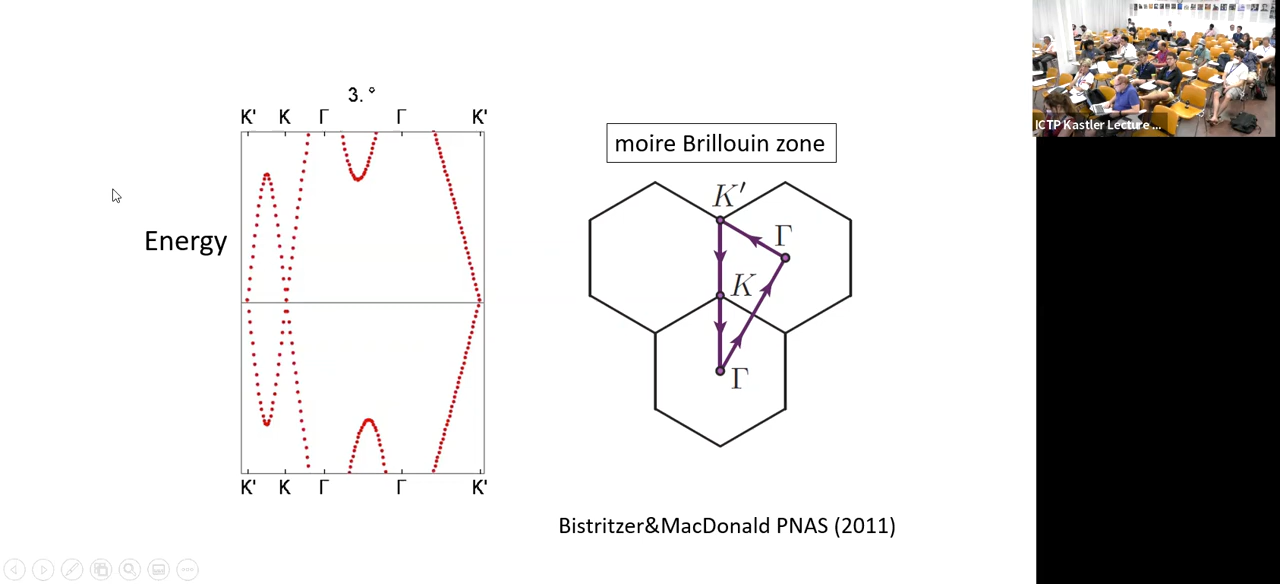 3. °
K' K Γ Γ K'
Energy
K' K Γ Γ K'
moire Brillouin zone
K'
Γ
K
Γ
Bistritzer&MacDonald PNAS (2011)
ICTP Kastler Lecture ...